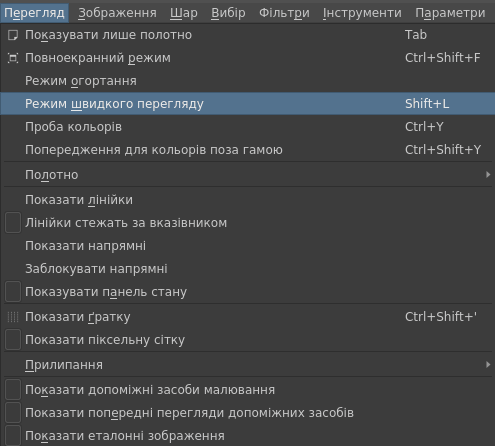 Перегляд Зображення Шар Вибір Фільтри Інструменти Параметри
Показувати лише полотно Tab
Повноекранний режим Ctrl+Shift+F
Режим огортання
Режим швидкого перегляду Shift+L
Проба кольорів Ctrl+Y
Попередження для кольорів поза гамою Ctrl+Shift+Y
Полотно
Показати лінійки
Лінійки стежать за вказівником
Показати напрямні
Заблокувати напрямні
Показувати панель стану
Показати ґратку Ctrl+Shift+'
Показати піксельну сітку
Прилипання
Показати допоміжні засоби малювання
Показати попередні перегляди допоміжних засобів
Показати еталонні зображення